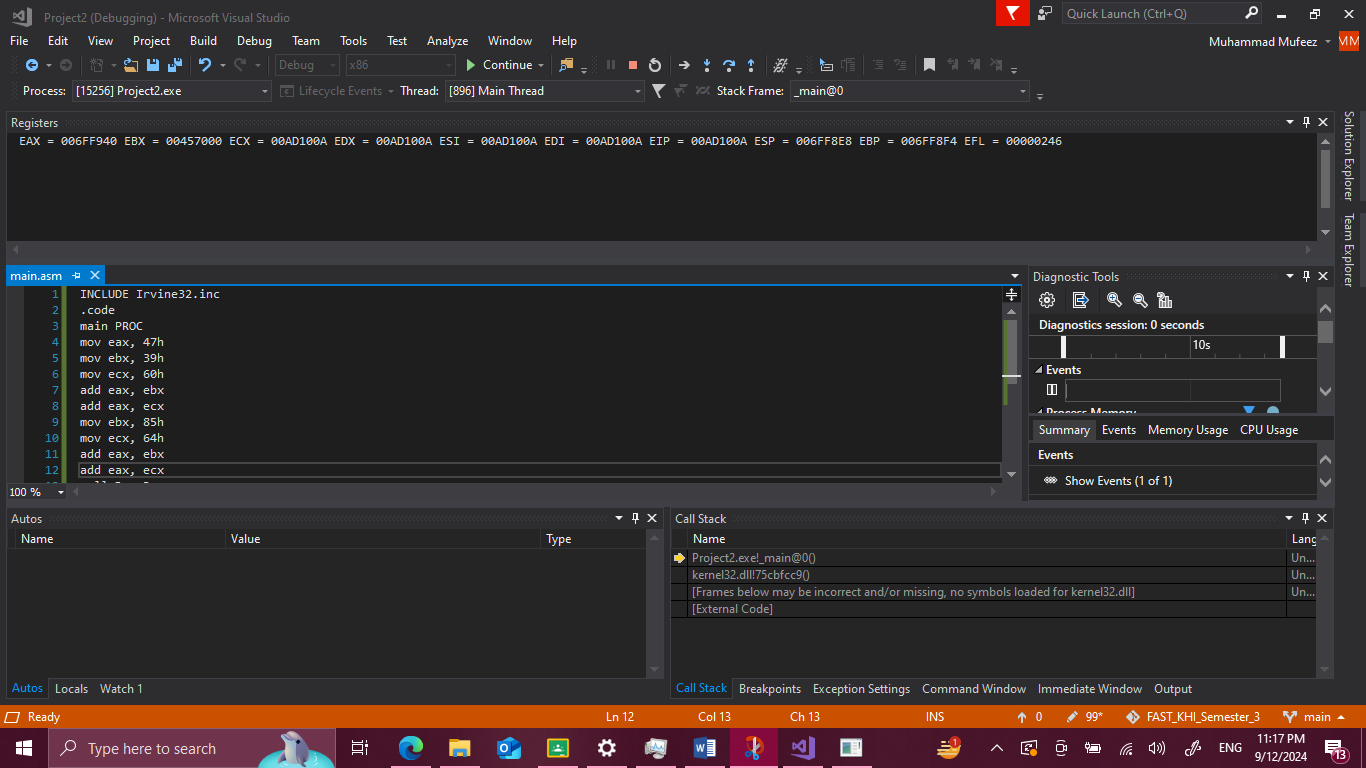 Project2 (Debugging) - Microsoft Visual Studio
Quick Launch (Ctrl+Q)
File Edit View Project Build Debug Team Tools Test Analyze Window Help
Muhammad Mufeez MM
Debug x86 Continue
Process: [15256] Project2.exe Lifecycle Events Thread: [896] Main Thread Stack Frame: _main@0
Registers
EAX = 006FF940 EBX = 00457000 ECX = 00AD100A EDX = 00AD100A ESI = 00AD100A EDI = 00AD100A EIP = 00AD100A ESP = 006FF8E8 EBP = 006FF8F4 EFL = 00000246
Solution Explorer
Team Explorer
main.asm
1 INCLUDE Irvine32.inc
2 .code
3 main PROC
4 mov eax, 47h
5 mov ebx, 39h
6 mov ecx, 60h
7 add eax, ebx
8 add eax, ecx
9 mov ebx, 85h
10 mov ecx, 64h
11 add eax, ebx
12 add eax, ecx
100 %
Diagnostic Tools
Diagnostics session: 0 seconds
10s
Events
Process Memory
Summary Events Memory Usage CPU Usage
Events
Show Events (1 of 1)
Autos
Name Value Type
Autos Locals Watch 1
Call Stack
Name Lang
Project2.exe!_main@0() Un...
kernel32.dll!75cbfcc9() Un...
[Frames below may be incorrect and/or missing, no symbols loaded for kernel32.dll] Un...
[External Code]
Call Stack Breakpoints Exception Settings Command Window Immediate Window Output
Ready Ln 12 Col 13 Ch 13 INS 0 99* FAST_KHI_Semester_3 main
Type here to search
1
ENG
11:17 PM
9/12/2024
13